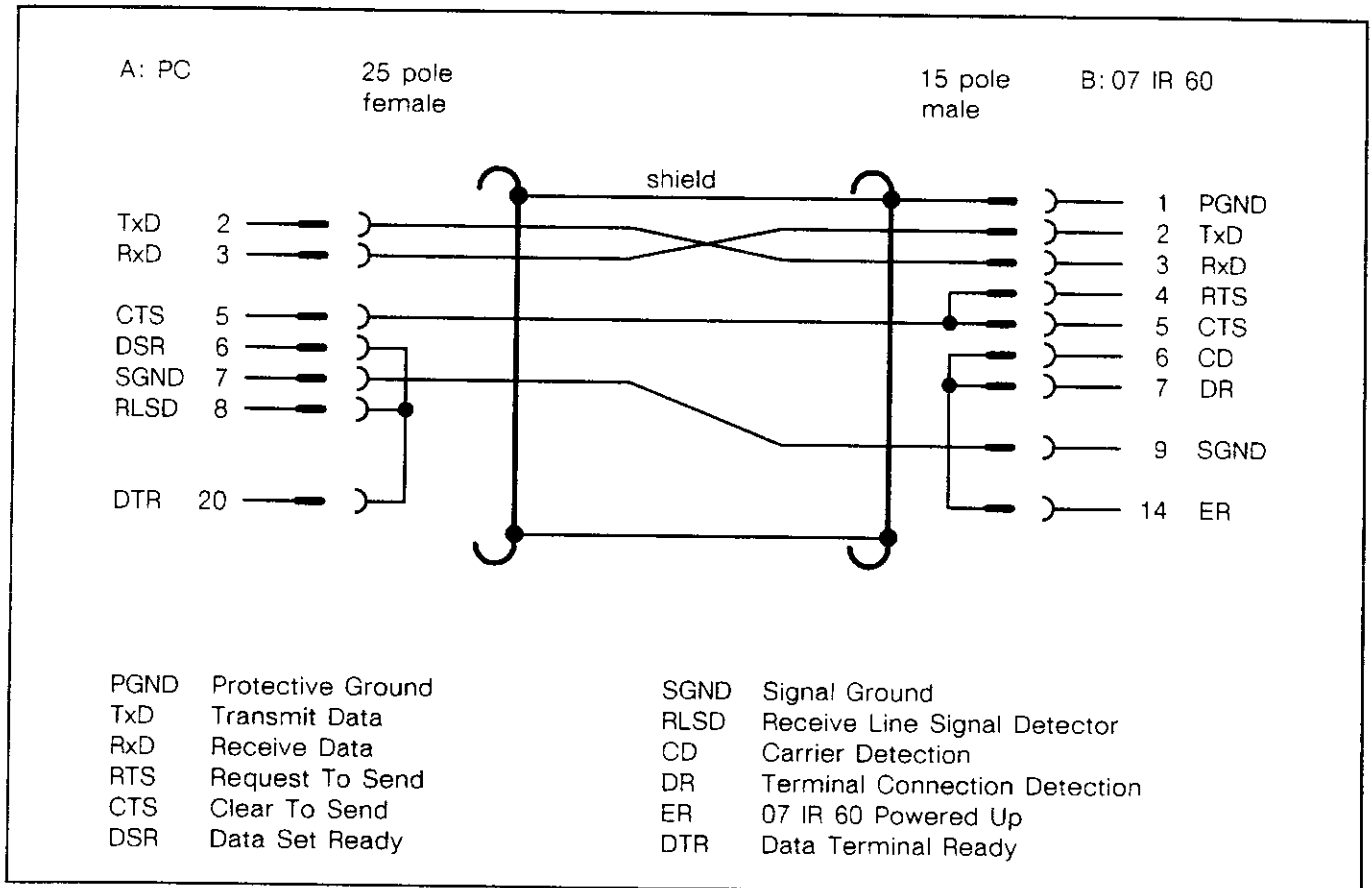 A: PC
25 pole
female
15 pole
male
B: 07 IR 60
shield
TxD 2
RxD 3
CTS 5
DSR 6
SGND 7
RLSD 8
DTR 20
1 PGND
2 TxD
3 RxD
4 RTS
5 CTS
6 CD
7 DR
9 SGND
14 ER
PGND Protective Ground
TxD Transmit Data
RxD Receive Data
RTS Request To Send
CTS Clear To Send
DSR Data Set Ready
SGND Signal Ground
RLSD Receive Line Signal Detector
CD Carrier Detection
DR Terminal Connection Detection
ER 07 IR 60 Powered Up
DTR Data Terminal Ready